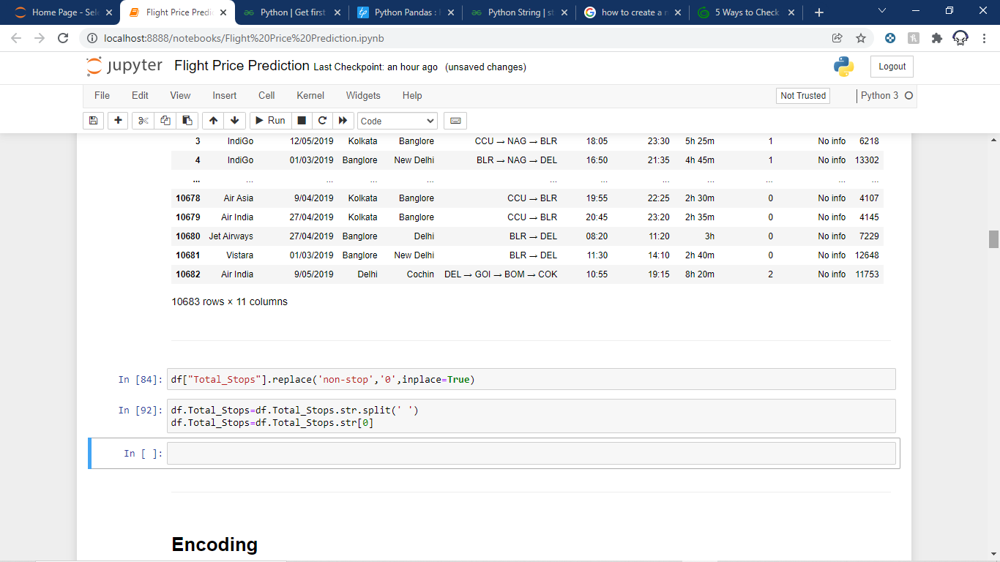 Home Page - Sele
Flight Price Predic
Python | Get first
Python Pandas :
Python String | st
how to create a n
5 Ways to Check
localhost:8888/notebooks/Flight%20Price%20Prediction.ipynb
jupyter Flight Price Prediction Last Checkpoint: an hour ago (unsaved changes) Logout
File Edit View Insert Cell Kernel Widgets Help Not Trusted Python 3
Run Code
3 IndiGo 12/05/2019 Kolkata Banglore CCU → NAG → BLR 18:05 23:30 5h 25m 1 No info 6218
4 IndiGo 01/03/2019 Banglore New Delhi BLR → NAG → DEL 16:50 21:35 4h 45m 1 No info 13302
... ... ... ... ... ... ... ... ... ... ... ...
10678 Air Asia 9/04/2019 Kolkata Banglore CCU → BLR 19:55 22:25 2h 30m 0 No info 4107
10679 Air India 27/04/2019 Kolkata Banglore CCU → BLR 20:45 23:20 2h 35m 0 No info 4145
10680 Jet Airways 27/04/2019 Banglore Delhi BLR → DEL 08:20 11:20 3h 0 No info 7229
10681 Vistara 01/03/2019 Banglore New Delhi BLR → DEL 11:30 14:10 2h 40m 0 No info 12648
10682 Air India 9/05/2019 Delhi Cochin DEL → GOI → BOM → COK 10:55 19:15 8h 20m 2 No info 11753
10683 rows × 11 columns
In [84]: df["Total_Stops"].replace('non-stop','0',inplace=True)
In [92]: df.Total_Stops=df.Total_Stops.str.split(' ')
df.Total_Stops=df.Total_Stops.str[0]
In [ ]:
Encoding